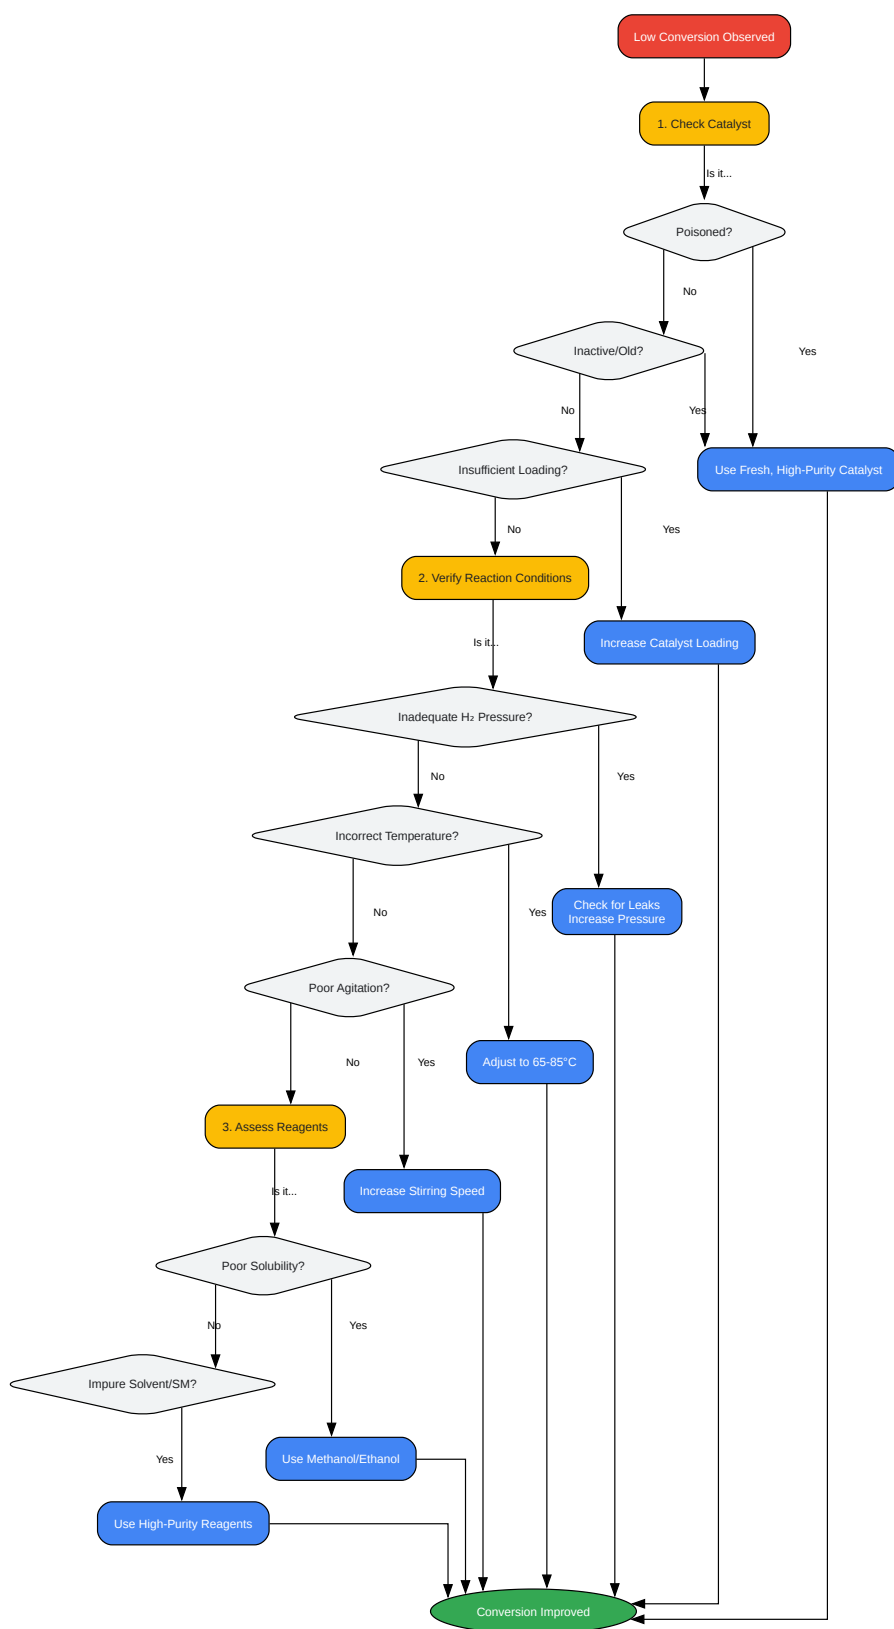 Low Conversion Observed
1. Check Catalyst
Is it...
Poisoned?
No
Inactive/Old?
Yes
No
Yes
Insufficient Loading?
Use Fresh, High-Purity Catalyst
No
Yes
2. Verify Reaction Conditions
Is it...
Increase Catalyst Loading
Inadequate H₂ Pressure?
No
Yes
Incorrect Temperature?
No
Yes
Check for Leaks
Increase Pressure
Poor Agitation?
No
Yes
Adjust to 65-85°C
3. Assess Reagents
Is it...
Increase Stirring Speed
Poor Solubility?
No
Yes
Impure Solvent/SM?
Yes
Use Methanol/Ethanol
Use High-Purity Reagents
Conversion Improved